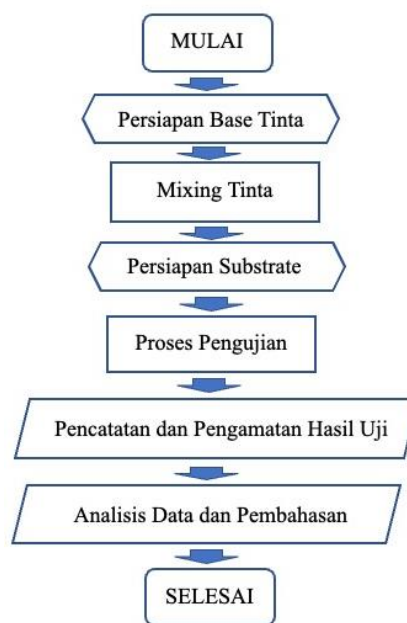 MULAI
Persiapan Base Tinta
Mixing Tinta
Persiapan Substrate
Proses Pengujian
Pencatatan dan Pengamatan Hasil Uji
Analisis Data dan Pembahasan
SELESAI